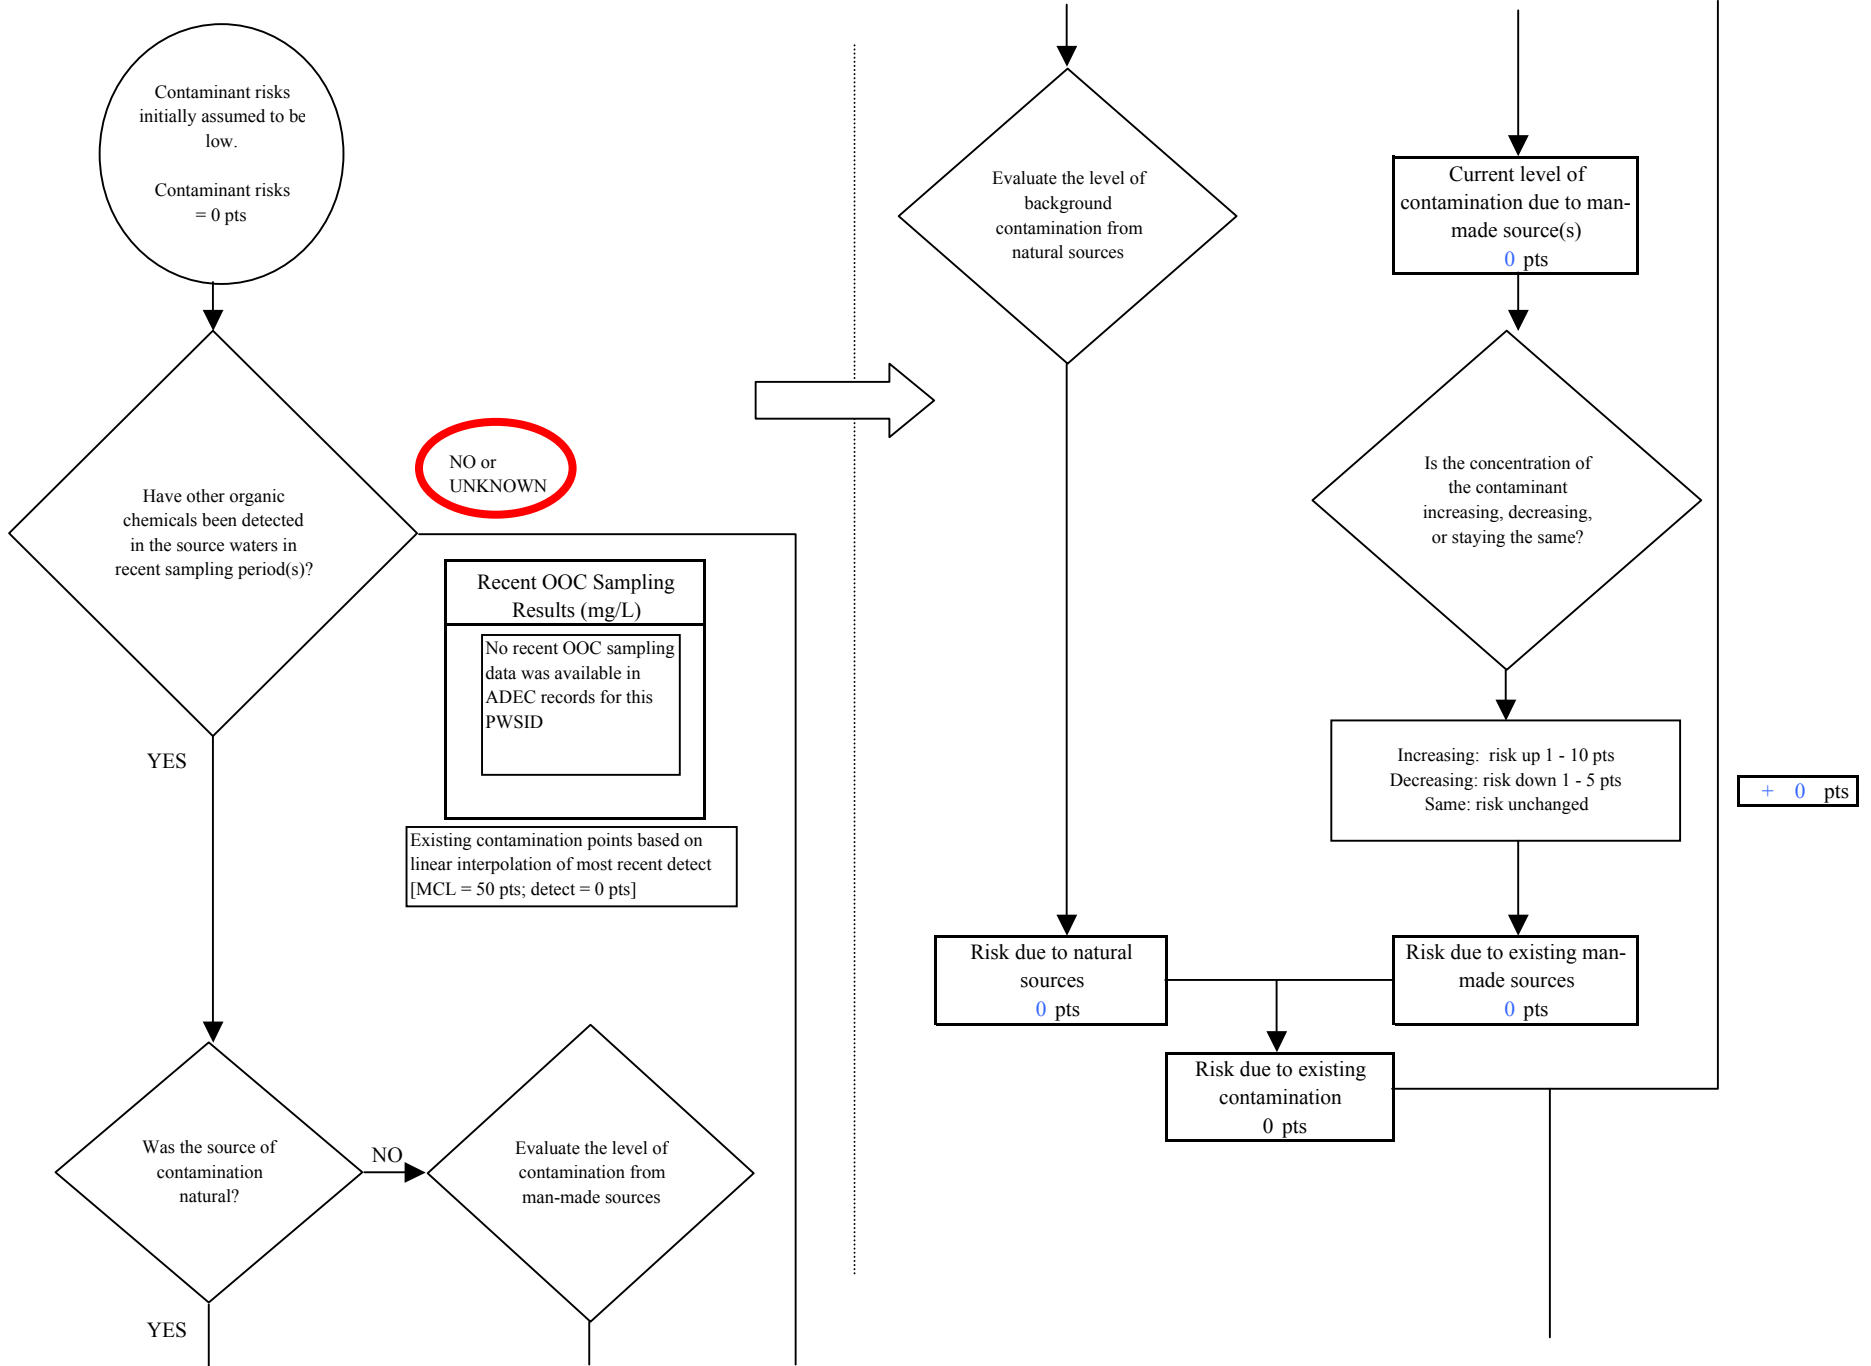 Contaminant risks
initially assumed to be
low.
Contaminant risks
= 0 pts
Have other organic
chemicals been detected
in the source waters in
recent sampling period(s)?
NO or
UNKNOWN
Recent OOC Sampling
Results (mg/L)
No recent OOC sampling
data was available in
ADEC records for this
PWSID
Existing contamination points based on
linear interpolation of most recent detect
[MCL = 50 pts; detect = 0 pts]
YES
Was the source of
contamination
natural?
NO
Evaluate the level of
contamination from
man-made sources
YES
Evaluate the level of
background
contamination from
natural sources
Current level of
contamination due to man-
made source(s)
0 pts
Is the concentration of
the contaminant
increasing, decreasing,
or staying the same?
Increasing: risk up 1 - 10 pts
Decreasing: risk down 1 - 5 pts
Same: risk unchanged
+ 0 pts
Risk due to natural
sources
0 pts
Risk due to existing man-
made sources
0 pts
Risk due to existing
contamination
0 pts